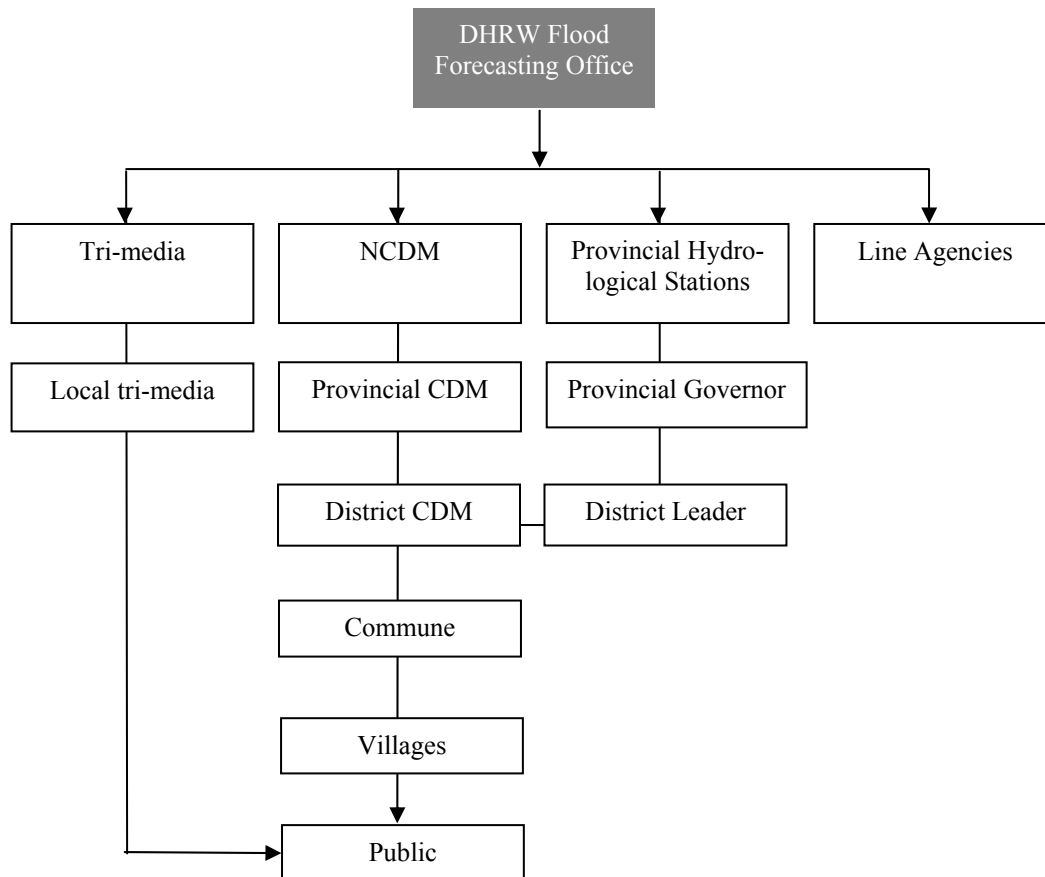 DHRW Flood
Forecasting Office
Tri-media
NCDM
Provincial Hydro-
logical Stations
Line Agencies
Local tri-media
Provincial CDM
Provincial Governor
District CDM
District Leader
Commune
Villages
Public